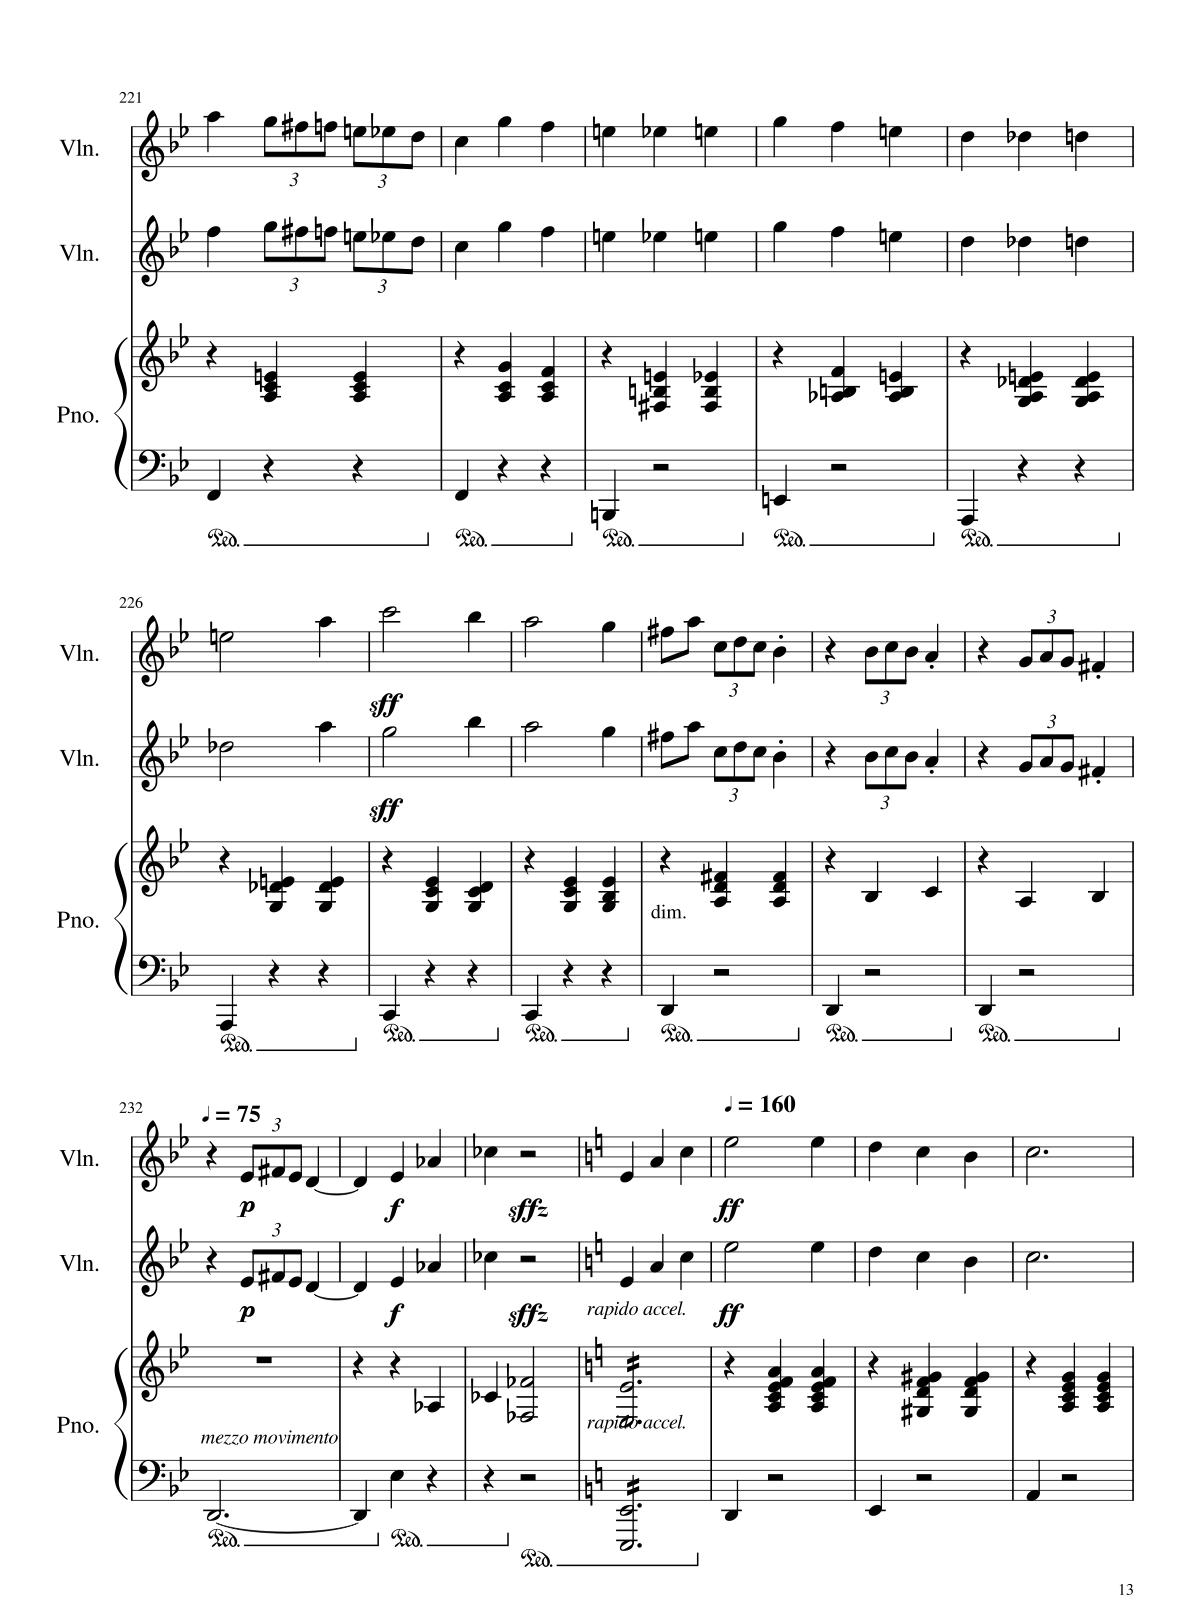 221
Vln.
3
3
Vln.
3
3
Pno.
Ped.
Ped.
Ped.
Ped.
Ped.
226
Vln.
3
3
3
sff
Vln.
3
3
3
sff
Pno.
dim.
Ped.
Ped.
Ped.
Ped.
Ped.
Ped.
232
♩ = 75
♩ = 160
Vln.
3
p
f
sffz
ff
Vln.
3
p
f
sffz
rapido accel.
ff
Pno.
rapido accel.
mezzo movimento
Ped.
Ped.
Ped.
13